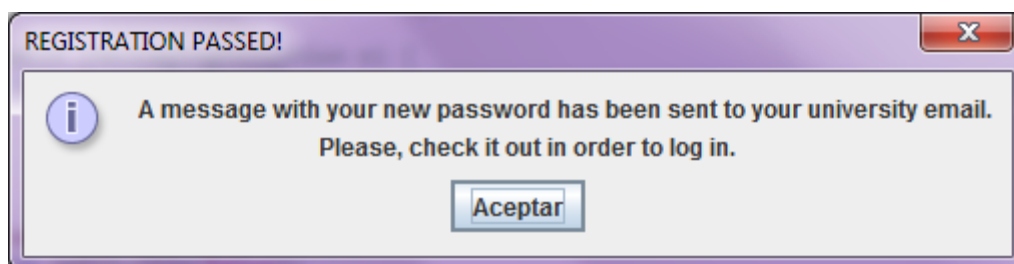 REGISTRATION PASSED!
A message with your new password has been sent to your university email.
Please, check it out in order to log in.
Aceptar